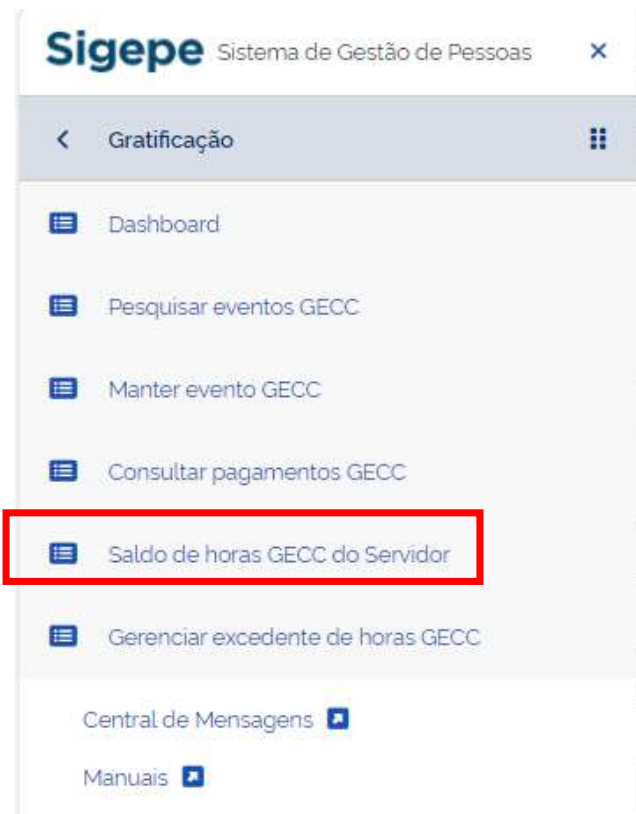 Sigepe Sistema de Gestão de Pessoas
Gratificação
Dashboard
Pesquisar eventos GECC
Manter evento GECC
Consultar pagamentos GECC
Saldo de horas GECC do Servidor
Gerenciar excedente de horas GECC
Central de Mensagens
Manuais